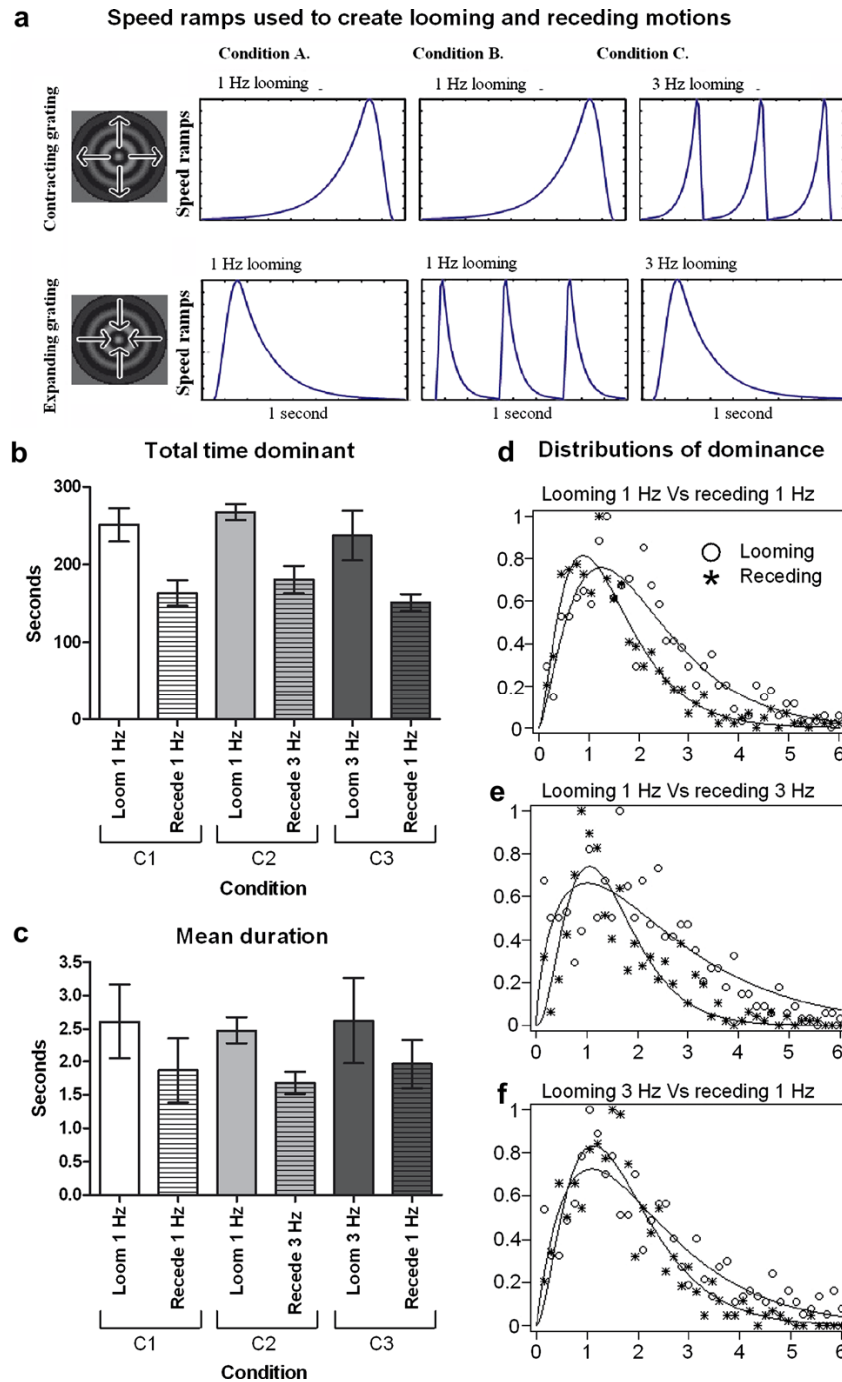 a Speed ramps used to create looming and receding motions
Condition A. Condition B. Condition C.
1 Hz looming 1 Hz looming 3 Hz looming
Contracting grating
Speed ramps
1 Hz looming 1 Hz looming 3 Hz looming
Expanding grating
Speed ramps
1 second 1 second 1 second
b Total time dominant
300
200
100
0
Seconds
Loom 1 Hz
Recede 1 Hz
Loom 1 Hz
Recede 3 Hz
Loom 3 Hz
Recede 1 Hz
C1 C2 C3
Condition
c Mean duration
3.5
3.0
2.5
2.0
1.5
1.0
0.5
0.0
Seconds
Loom 1 Hz
Recede 1 Hz
Loom 1 Hz
Recede 3 Hz
Loom 3 Hz
Recede 1 Hz
C1 C2 C3
Condition
d Distributions of dominance
Looming 1 Hz Vs receding 1 Hz
Looming
Receding
1
0.8
0.6
0.4
0.2
0
0 1 2 3 4 5 6
e Looming 1 Hz Vs receding 3 Hz
1
0.8
0.6
0.4
0.2
0
0 1 2 3 4 5 6
f Looming 3 Hz Vs receding 1 Hz
1
0.8
0.6
0.4
0.2
0
0 1 2 3 4 5 6